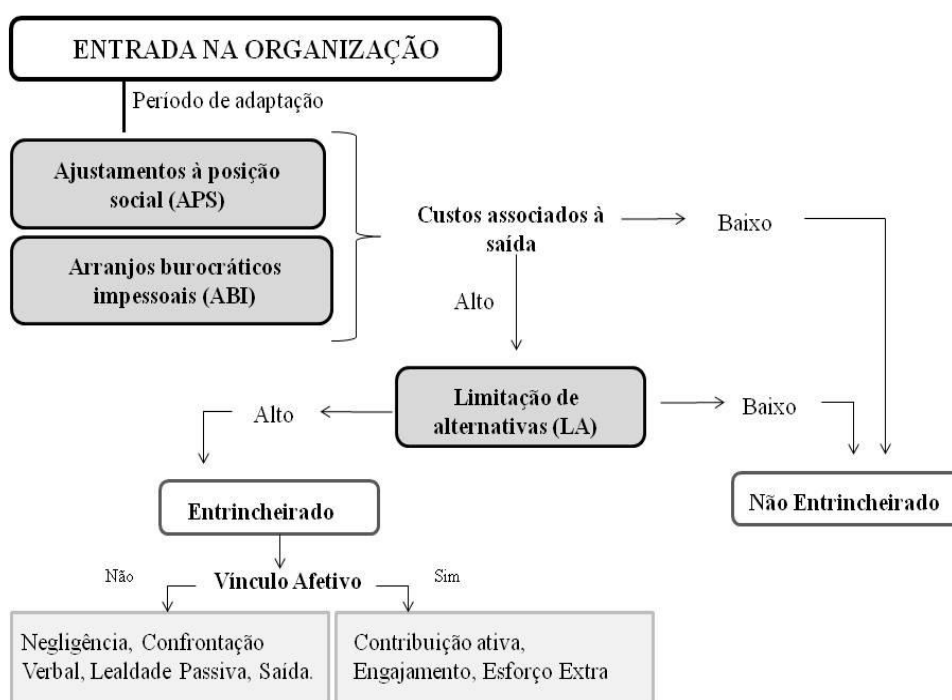 ENTRADA NA ORGANIZAÇÃO
Período de adaptação
Ajustamentos à posição
social (APS)
Arranjos burocráticos
impessoais (ABI)
Custos associados à
saída
Baixo
Alto
Limitação de
alternativas (LA)
Alto
Baixo
Entrincheirado
Não Entrincheirado
Não
Vínculo Afetivo
Sim
Negligência, Confrontação
Verbal, Lealdade Passiva, Saída.
Contribuição ativa,
Engajamento, Esforço Extra